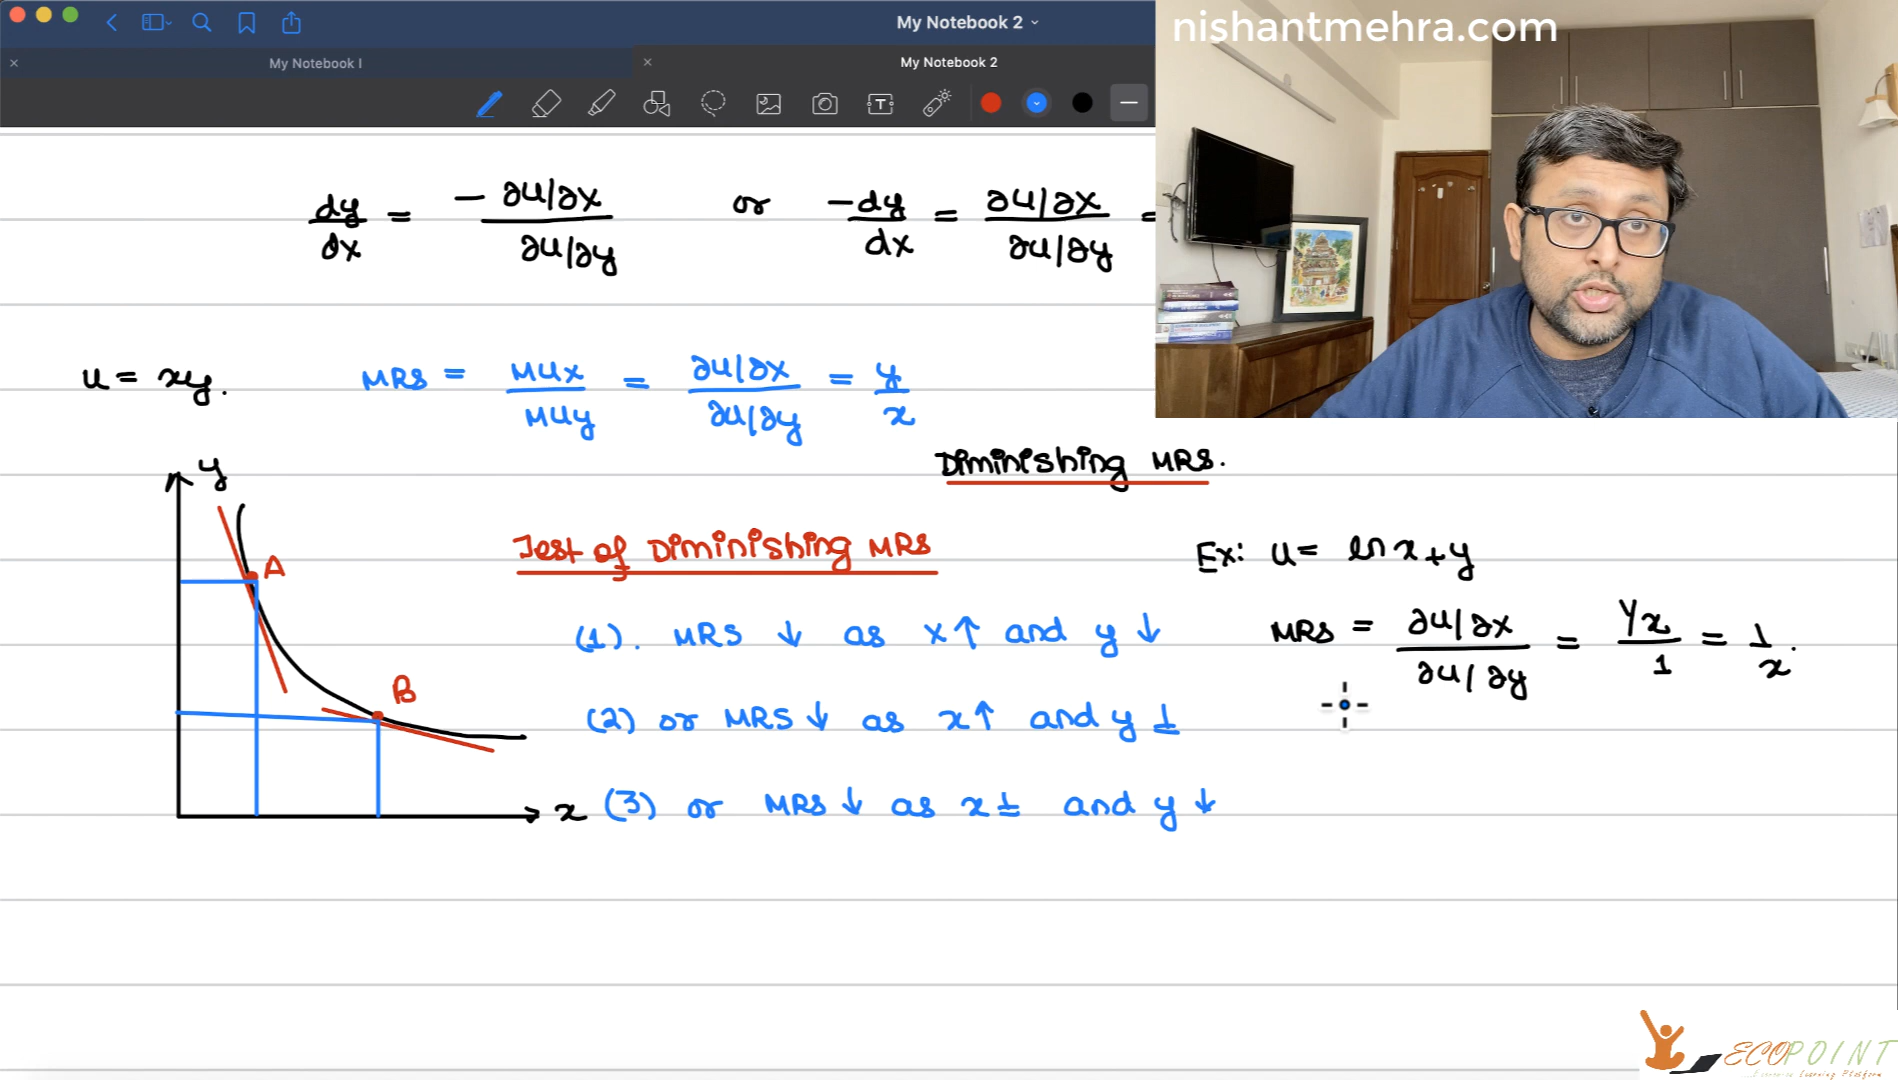 nishantmehra.com
My Notebook 2
My Notebook 1
My Notebook 2
T
dy/dx = - ∂u/∂x / ∂u/∂y or -dy/dx = ∂u/∂x / ∂u/∂y =
u = xy. MRS = MUx/MUy = ∂u/∂x / ∂u/∂y = y/x
Diminishing MRS.
y
A
B
x
Test of Diminishing MRS
(1). MRS ↓ as x↑ and y ↓
(2) or MRS ↓ as x↑ and y ⊥
(3) or MRS ↓ as x ⊥ and y ↓
Ex: u = ln x + y
MRS = ∂u/∂x / ∂u/∂y = 1/x / 1 = 1/x.
ECOPOINT